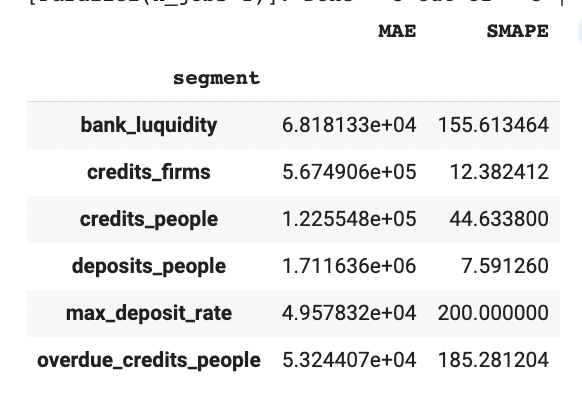 MAE SMAPE
segment
bank_luquidity 6.818133e+04 155.613464
credits_firms 5.674906e+05 12.382412
credits_people 1.225548e+05 44.633800
deposits_people 1.711636e+06 7.591260
max_deposit_rate 4.957832e+04 200.000000
overdue_credits_people 5.324407e+04 185.281204